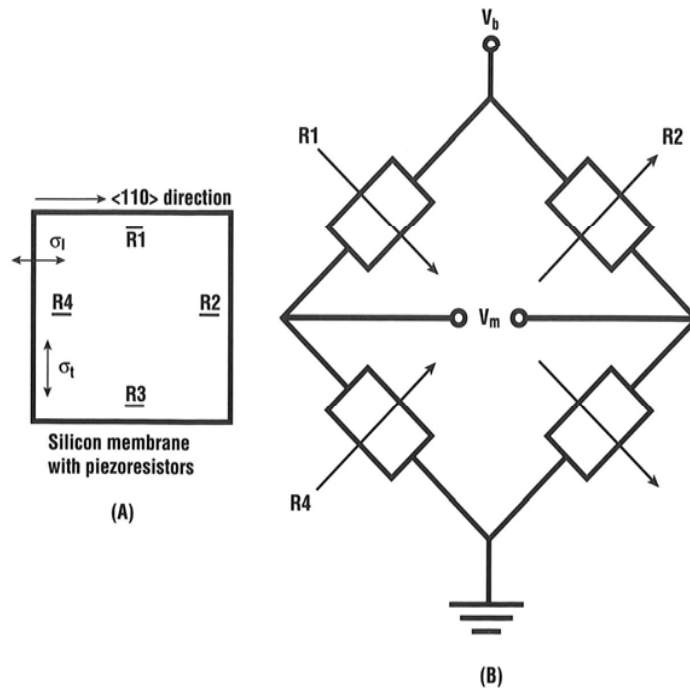 <110> direction
R1
σl
R4
R2
σt
R3
Silicon membrane
with piezoresistors
(A)
Vb
R1
R2
Vm
R4
(B)